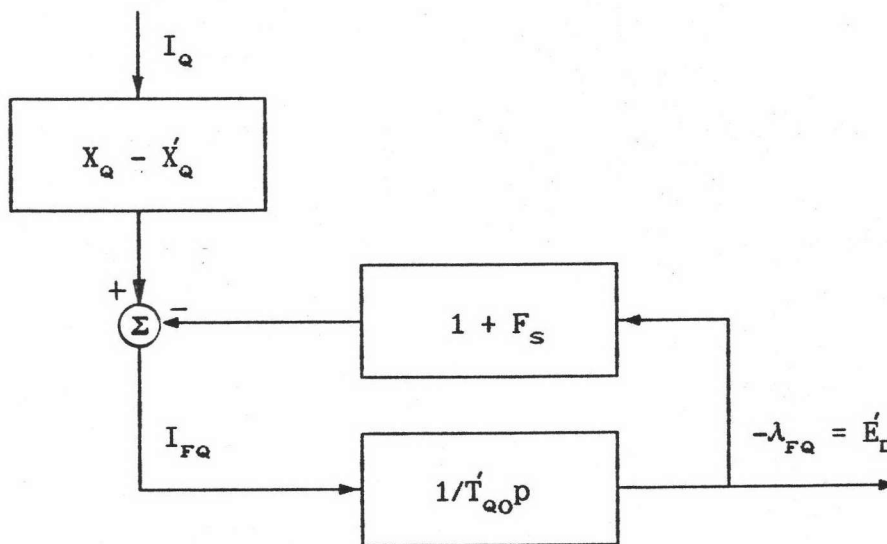 I_Q
X_Q - X'_Q
+
-
Σ
1 + F_S
I_FQ
-λ_FQ = E'_D
1/T'_QO p